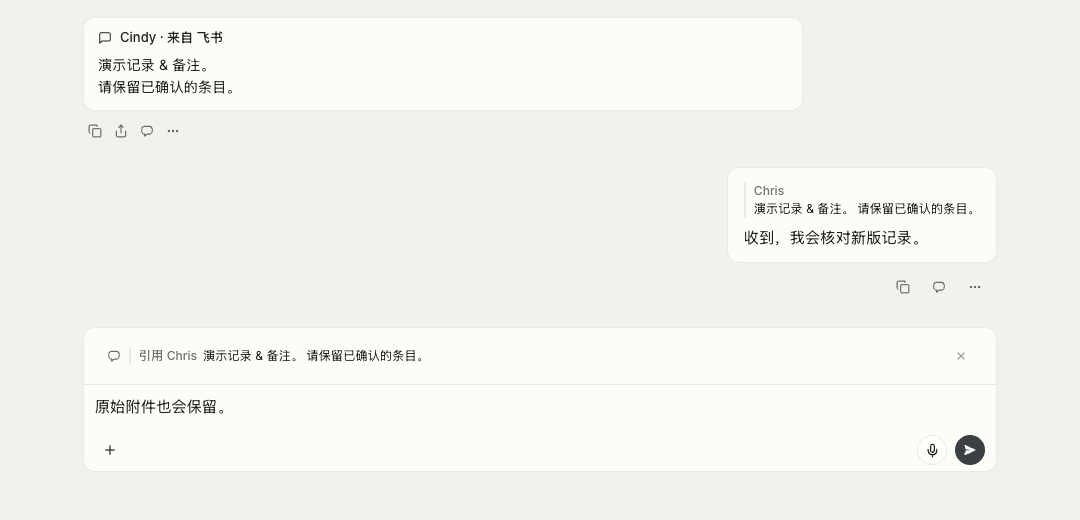 Cindy · 来自 飞书
演示记录 & 备注。
请保留已确认的条目。
Chris
演示记录 & 备注。 请保留已确认的条目。
收到，我会核对新版记录。
引用 Chris 演示记录 & 备注。 请保留已确认的条目。
原始附件也会保留。